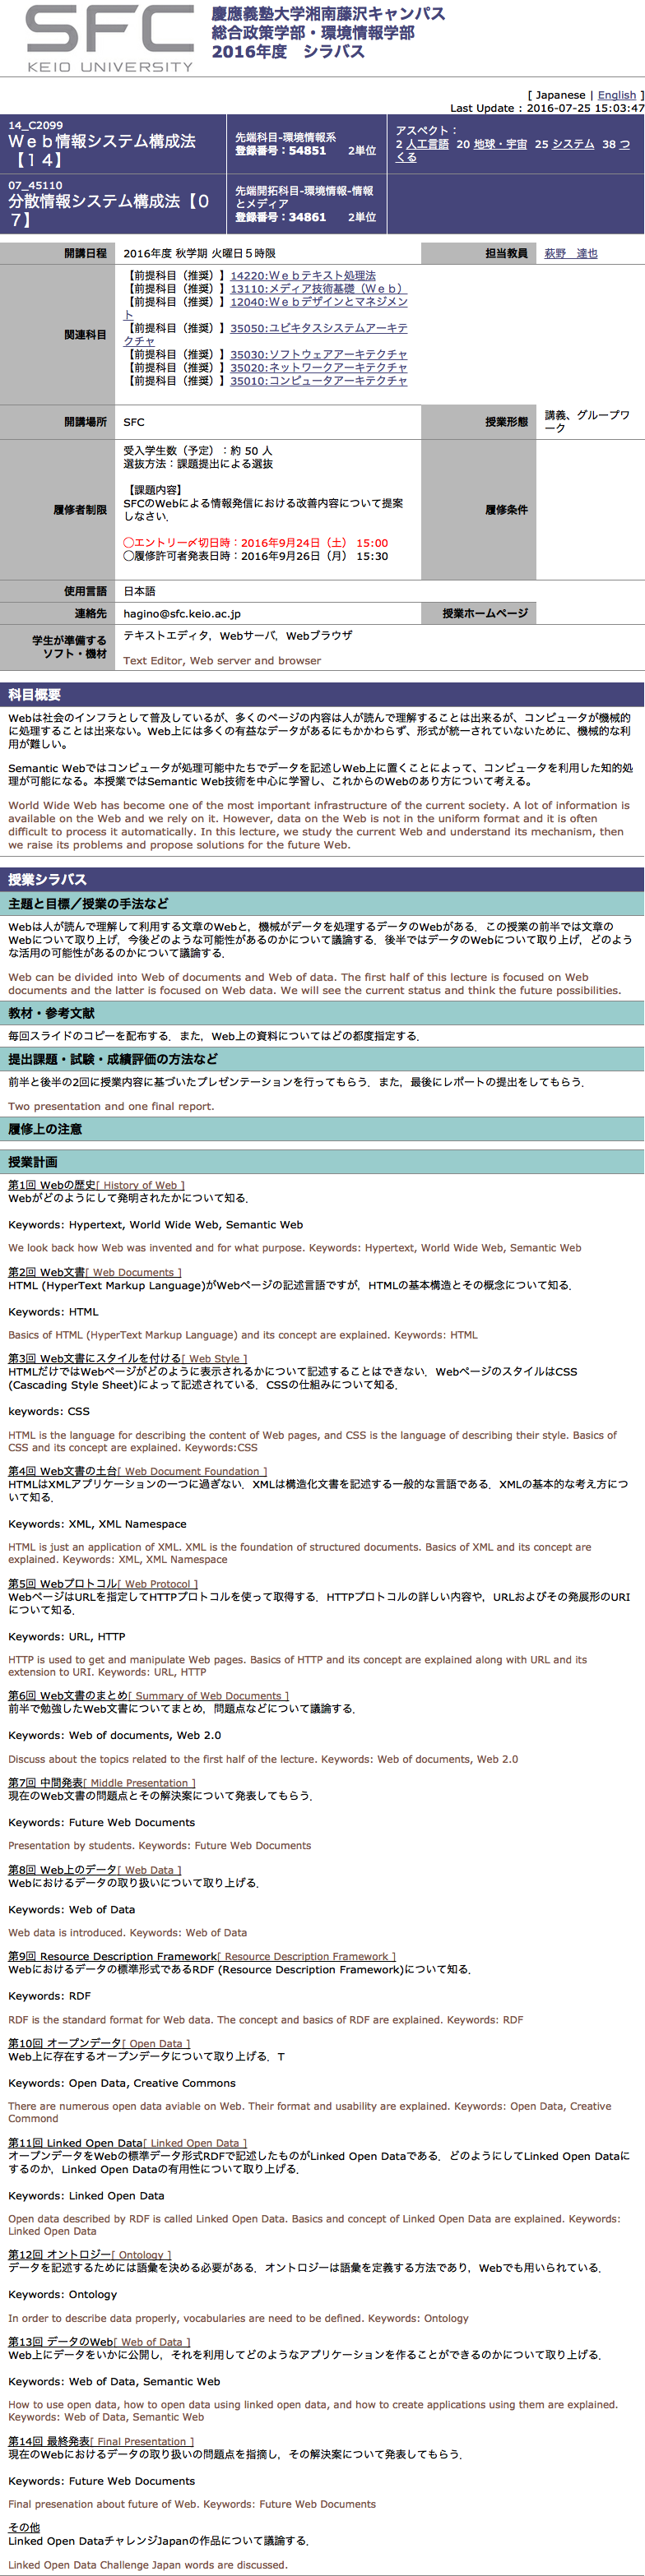 SFC
KEIO UNIVERSITY
慶應義塾大学湘南藤沢キャンパス
総合政策学部・環境情報学部
2016年度　シラバス
[ Japanese | English ]
Last Update : 2016-07-25 15:03:47
14_C2099
Ｗｅｂ情報システム構成法
【１４】
先端科目-環境情報系
登録番号：54851　2単位
アスペクト：
2 人工言語　20 地球・宇宙　25 システム　38 つ
くる
07_45110
分散情報システム構成法【０
７】
先端開拓科目-環境情報-情報
とメディア
登録番号：34861　2単位
開講日程
2016年度 秋学期 火曜日５時限
担当教員
萩野　達也
関連科目
【前提科目（推奨）】14220:Ｗｅｂテキスト処理法
【前提科目（推奨）】13110:メディア技術基礎（Ｗｅｂ）
【前提科目（推奨）】12040:Ｗｅｂデザインとマネジメン
ト
【前提科目（推奨）】35050:ユビキタスシステムアーキテ
クチャ
【前提科目（推奨）】35030:ソフトウェアアーキテクチャ
【前提科目（推奨）】35020:ネットワークアーキテクチャ
【前提科目（推奨）】35010:コンピュータアーキテクチャ
開講場所
SFC
授業形態
講義、グループワ
ーク
履修者制限
受入学生数（予定）：約 50 人
選抜方法：課題提出による選抜
【課題内容】
SFCのWebによる情報発信における改善内容について提案
しなさい．
◯エントリー〆切日時：2016年9月24日（土） 15:00
◯履修許可者発表日時：2016年9月26日（月） 15:30
履修条件
使用言語
日本語
連絡先
hagino@sfc.keio.ac.jp
授業ホームページ
学生が準備する
ソフト・機材
テキストエディタ，Webサーバ，Webブラウザ
Text Editor, Web server and browser
科目概要
Webは社会のインフラとして普及しているが、多くのページの内容は人が読んで理解することは出来るが、コンピュータが機械的
に処理することは出来ない。Web上には多くの有益なデータがあるにもかかわらず、形式が統一されていないために、機械的な利
用が難しい。
Semantic Webではコンピュータが処理可能中たちでデータを記述しWeb上に置くことによって、コンピュータを利用した知的処
理が可能になる。本授業ではSemantic Web技術を中心に学習し、これからのWebのあり方について考える。
World Wide Web has become one of the most important infrastructure of the current society. A lot of information is
available on the Web and we rely on it. However, data on the Web is not in the uniform format and it is often
difficult to process it automatically. In this lecture, we study the current Web and understand its mechanism, then
we raise its problems and propose solutions for the future Web.
授業シラバス
主題と目標／授業の手法など
Webは人が読んで理解して利用する文章のWebと，機械がデータを処理するデータのWebがある．この授業の前半では文章の
Webについて取り上げ，今後どのような可能性があるのかについて議論する．後半ではデータのWebについて取り上げ，どのよう
な活用の可能性があるのかについて議論する．
Web can be divided into Web of documents and Web of data. The first half of this lecture is focused on Web
documents and the latter is focused on Web data. We will see the current status and think the future possibilities.
教材・参考文献
毎回スライドのコピーを配布する．また，Web上の資料についてはどの都度指定する．
提出課題・試験・成績評価の方法など
前半と後半の2回に授業内容に基づいたプレゼンテーションを行ってもらう．また，最後にレポートの提出をしてもらう．
Two presentation and one final report.
履修上の注意
授業計画
第1回 Webの歴史[ History of Web ]
Webがどのようにして発明されたかについて知る．
Keywords: Hypertext, World Wide Web, Semantic Web
We look back how Web was invented and for what purpose. Keywords: Hypertext, World Wide Web, Semantic Web
第2回 Web文書[ Web Documents ]
HTML (HyperText Markup Language)がWebページの記述言語ですが，HTMLの基本構造とその概念について知る．
Keywords: HTML
Basics of HTML (HyperText Markup Language) and its concept are explained. Keywords: HTML
第3回 Web文書にスタイルを付ける[ Web Style ]
HTMLだけではWebページがどのように表示されるかについて記述することはできない．WebページのスタイルはCSS
(Cascading Style Sheet)によって記述されている．CSSの仕組みについて知る．
keywords: CSS
HTML is the language for describing the content of Web pages, and CSS is the language of describing their style. Basics of
CSS and its concept are explained. Keywords:CSS
第4回 Web文書の土台[ Web Document Foundation ]
HTMLはXMLアプリケーションの一つに過ぎない．XMLは構造化文書を記述する一般的な言語である．XMLの基本的な考え方につ
いて知る．
Keywords: XML, XML Namespace
HTML is just an application of XML. XML is the foundation of structured documents. Basics of XML and its concept are
explained. Keywords: XML, XML Namespace
第5回 Webプロトコル[ Web Protocol ]
WebページはURLを指定してHTTPプロトコルを使って取得する．HTTPプロトコルの詳しい内容や，URLおよびその発展形のURI
について知る．
Keywords: URL, HTTP
HTTP is used to get and manipulate Web pages. Basics of HTTP and its concept are explained along with URL and its
extension to URI. Keywords: URL, HTTP
第6回 Web文書のまとめ[ Summary of Web Documents ]
前半で勉強したWeb文書についてまとめ，問題点などについて議論する．
Keywords: Web of documents, Web 2.0
Discuss about the topics related to the first half of the lecture. Keywords: Web of documents, Web 2.0
第7回 中間発表[ Middle Presentation ]
現在のWeb文書の問題点とその解決案について発表してもらう．
Keywords: Future Web Documents
Presentation by students. Keywords: Future Web Documents
第8回 Web上のデータ[ Web Data ]
Webにおけるデータの取り扱いについて取り上げる．
Keywords: Web of Data
Web data is introduced. Keywords: Web of Data
第9回 Resource Description Framework[ Resource Description Framework ]
Webにおけるデータの標準形式であるRDF (Resource Description Framework)について知る．
Keywords: RDF
RDF is the standard format for Web data. The concept and basics of RDF are explained. Keywords: RDF
第10回 オープンデータ[ Open Data ]
Web上に存在するオープンデータについて取り上げる．T
Keywords: Open Data, Creative Commons
There are numerous open data aviable on Web. Their format and usability are explained. Keywords: Open Data, Creative
Commond
第11回 Linked Open Data[ Linked Open Data ]
オープンデータをWebの標準データ形式RDFで記述したものがLinked Open Dataである．どのようにしてLinked Open Dataに
するのか，Linked Open Dataの有用性について取り上げる．
Keywords: Linked Open Data
Open data described by RDF is called Linked Open Data. Basics and concept of Linked Open Data are explained. Keywords:
Linked Open Data
第12回 オントロジー[ Ontology ]
データを記述するためには語彙を決める必要がある．オントロジーは語彙を定義する方法であり，Webでも用いられている．
Keywords: Ontology
In order to describe data properly, vocabularies are need to be defined. Keywords: Ontology
第13回 データのWeb[ Web of Data ]
Web上にデータをいかに公開し，それを利用してどのようなアプリケーションを作ることができるのかについて取り上げる．
Keywords: Web of Data, Semantic Web
How to use open data, how to open data using linked open data, and how to create applications using them are explained.
Keywords: Web of Data, Semantic Web
第14回 最終発表[ Final Presentation ]
現在のWebにおけるデータの取り扱いの問題点を指摘し，その解決案について発表してもらう．
Keywords: Future Web Documents
Final presenation about future of Web. Keywords: Future Web Documents
その他
Linked Open DataチャレンジJapanの作品について議論する．
Linked Open Data Challenge Japan words are discussed.